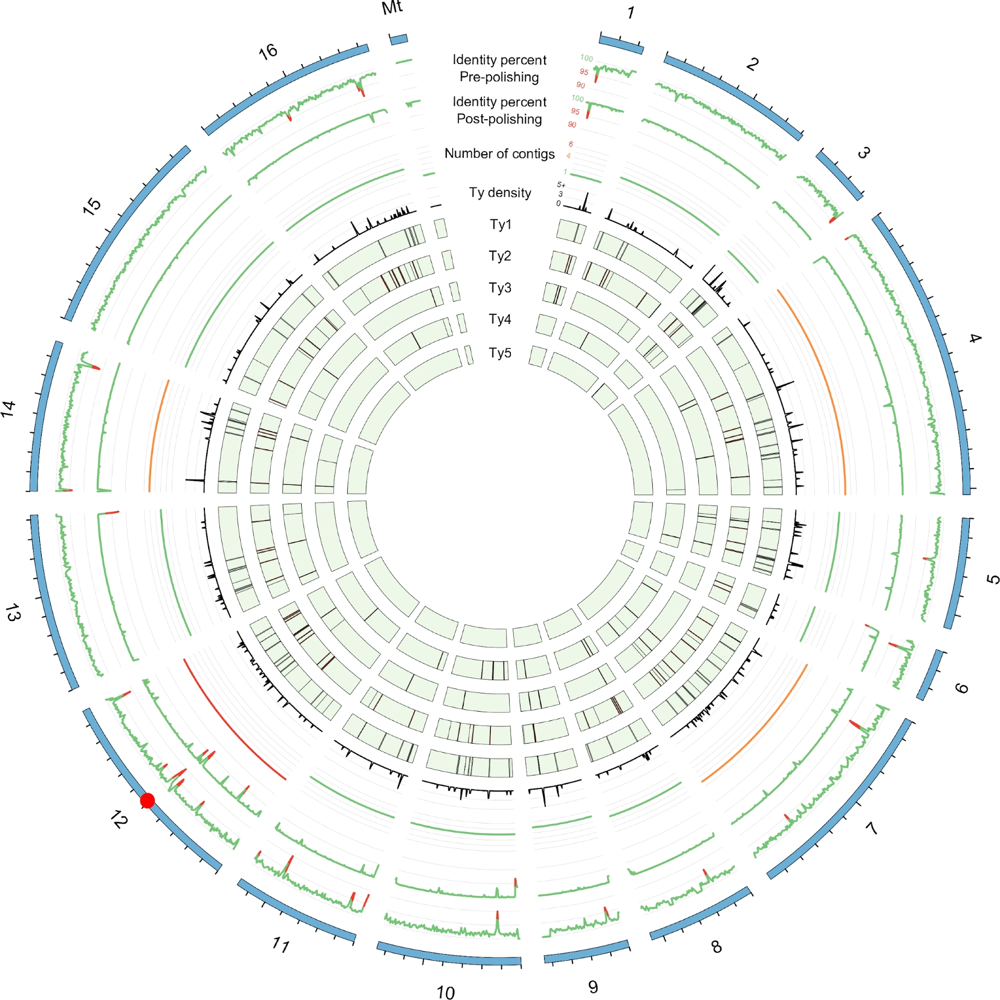 Mt
1
16
2
Identity percent
Pre-polishing
100
95
90
Identity percent
Post-polishing
100
95
90
Number of contigs
6
4
1
3
Ty density
5+
3
0
15
Ty1
Ty2
Ty3
Ty4
Ty5
4
14
13
5
6
12
7
11
8
10
9